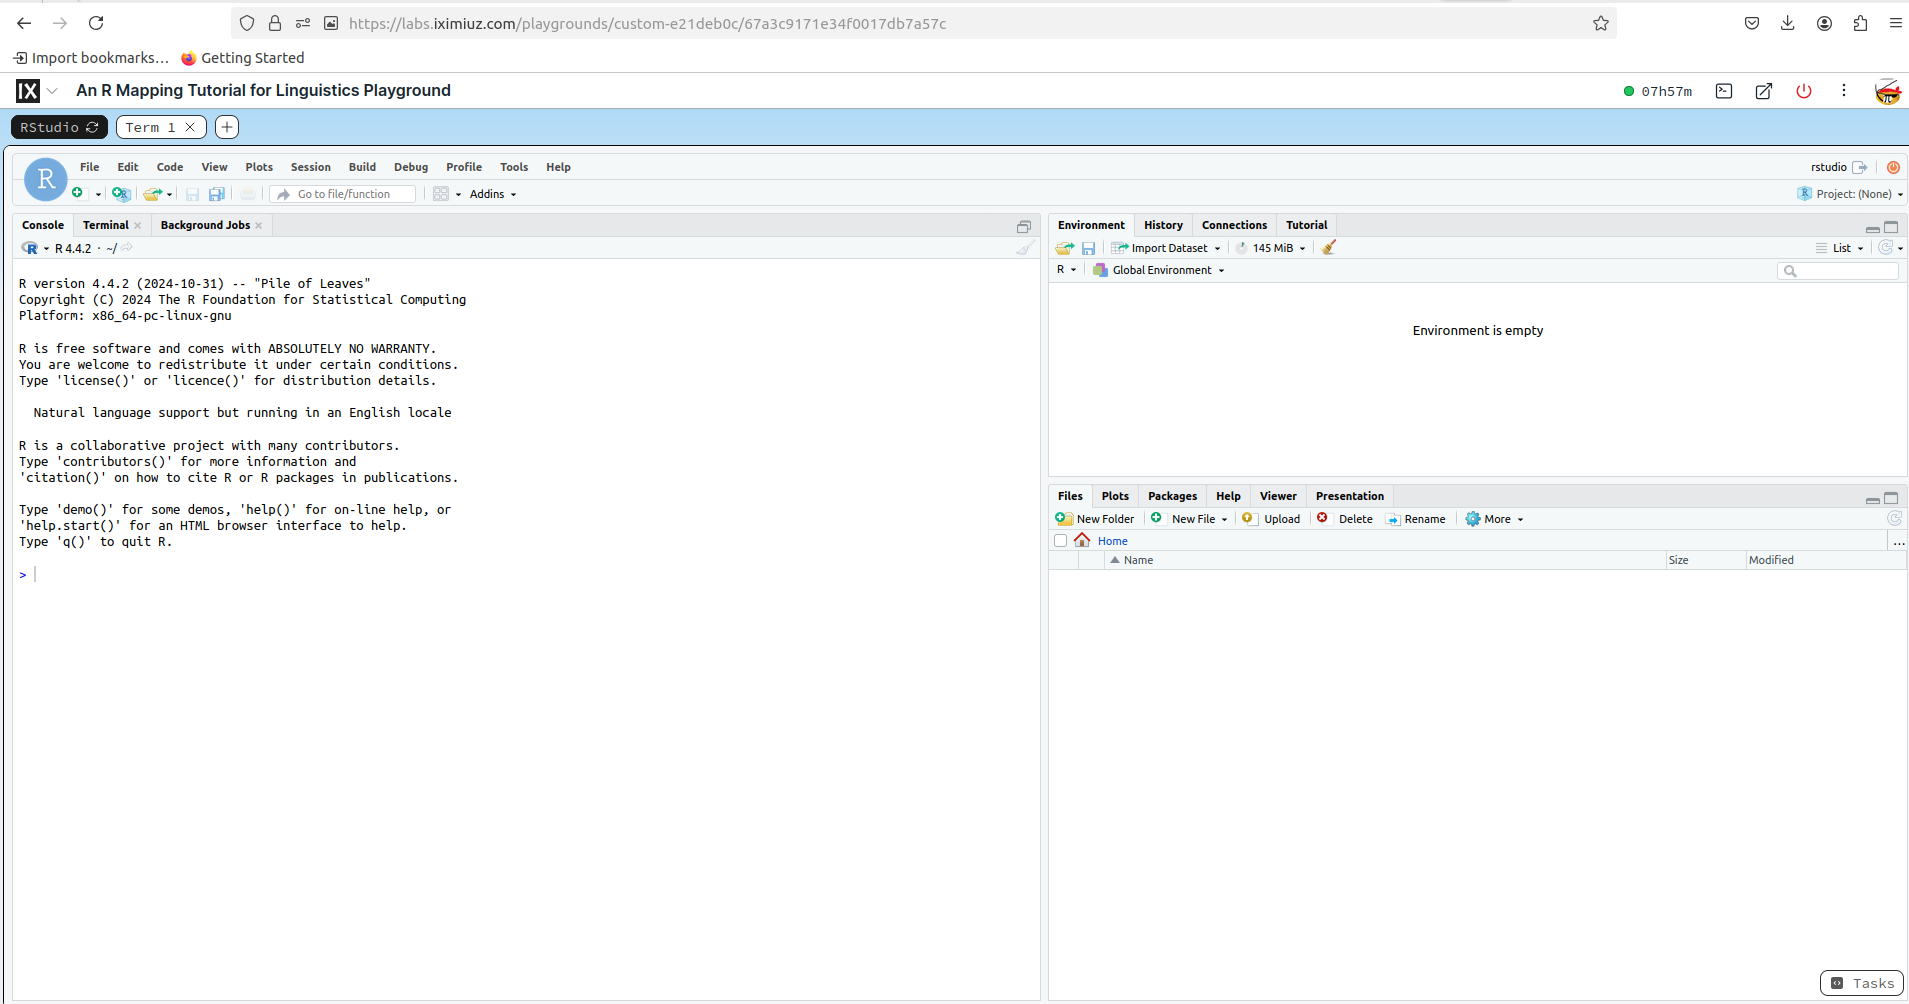 https://labs.iximiuz.com/playgrounds/custom-e21deb0c/67a3c9171e34f0017db7a57c
Import bookmarks… Getting Started
IX An R Mapping Tutorial for Linguistics Playground 07h57m
RStudio Term 1
R File Edit Code View Plots Session Build Debug Profile Tools Help rstudio
Go to file/function Addins Project: (None)
Console Terminal Background Jobs
R 4.4.2 · ~/
R version 4.4.2 (2024-10-31) -- "Pile of Leaves"
Copyright (C) 2024 The R Foundation for Statistical Computing
Platform: x86_64-pc-linux-gnu
R is free software and comes with ABSOLUTELY NO WARRANTY.
You are welcome to redistribute it under certain conditions.
Type 'license()' or 'licence()' for distribution details.
Natural language support but running in an English locale
R is a collaborative project with many contributors.
Type 'contributors()' for more information and
'citation()' on how to cite R or R packages in publications.
Type 'demo()' for some demos, 'help()' for on-line help, or
'help.start()' for an HTML browser interface to help.
Type 'q()' to quit R.
>
Environment History Connections Tutorial
Import Dataset 145 MiB List
R Global Environment
Environment is empty
Files Plots Packages Help Viewer Presentation
New Folder New File Upload Delete Rename More
Home ...
Name Size Modified
Tasks